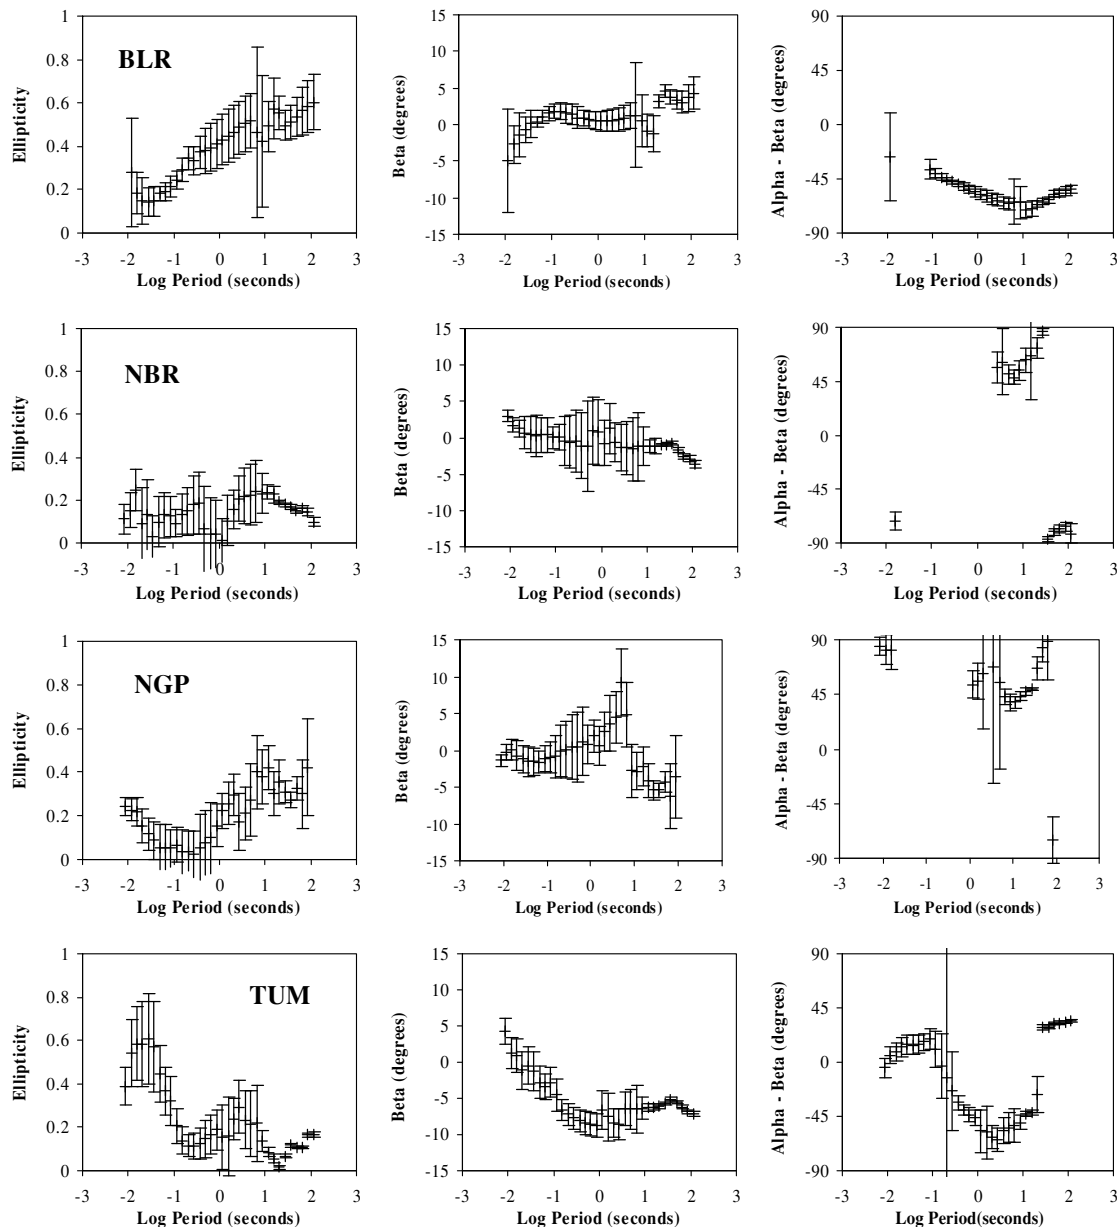 1
0.8
0.6
0.4
0.2
0
-3 -2 -1 0 1 2 3
Ellipticity
Log Period (seconds)
BLR
15
10
5
0
-5
-10
-15
-3 -2 -1 0 1 2 3
Beta (degrees)
Log Period (seconds)
90
45
0
-45
-90
-3 -2 -1 0 1 2 3
Alpha - Beta (degrees)
Log Period (seconds)
1
0.8
0.6
0.4
0.2
0
-3 -2 -1 0 1 2 3
Ellipticity
Log Period (seconds)
NBR
15
10
5
0
-5
-10
-15
-3 -2 -1 0 1 2 3
Beta (degrees)
Log Period (seconds)
90
45
0
-45
-90
-3 -2 -1 0 1 2 3
Alpha - Beta (degrees)
Log Period (seconds)
1
0.8
0.6
0.4
0.2
0
-3 -2 -1 0 1 2 3
Ellipticity
Log Period (seconds)
NGP
15
10
5
0
-5
-10
-15
-3 -2 -1 0 1 2 3
Beta (degrees)
Log Period (seconds)
90
45
0
-45
-90
-3 -2 -1 0 1 2 3
Alpha - Beta (degrees)
Log Period (seconds)
1
0.8
0.6
0.4
0.2
0
-3 -2 -1 0 1 2 3
Ellipticity
Log Period (seconds)
TUM
15
10
5
0
-5
-10
-15
-3 -2 -1 0 1 2 3
Beta (degrees)
Log Period (seconds)
90
45
0
-45
-90
-3 -2 -1 0 1 2 3
Alpha - Beta (degrees)
Log Period(seconds)